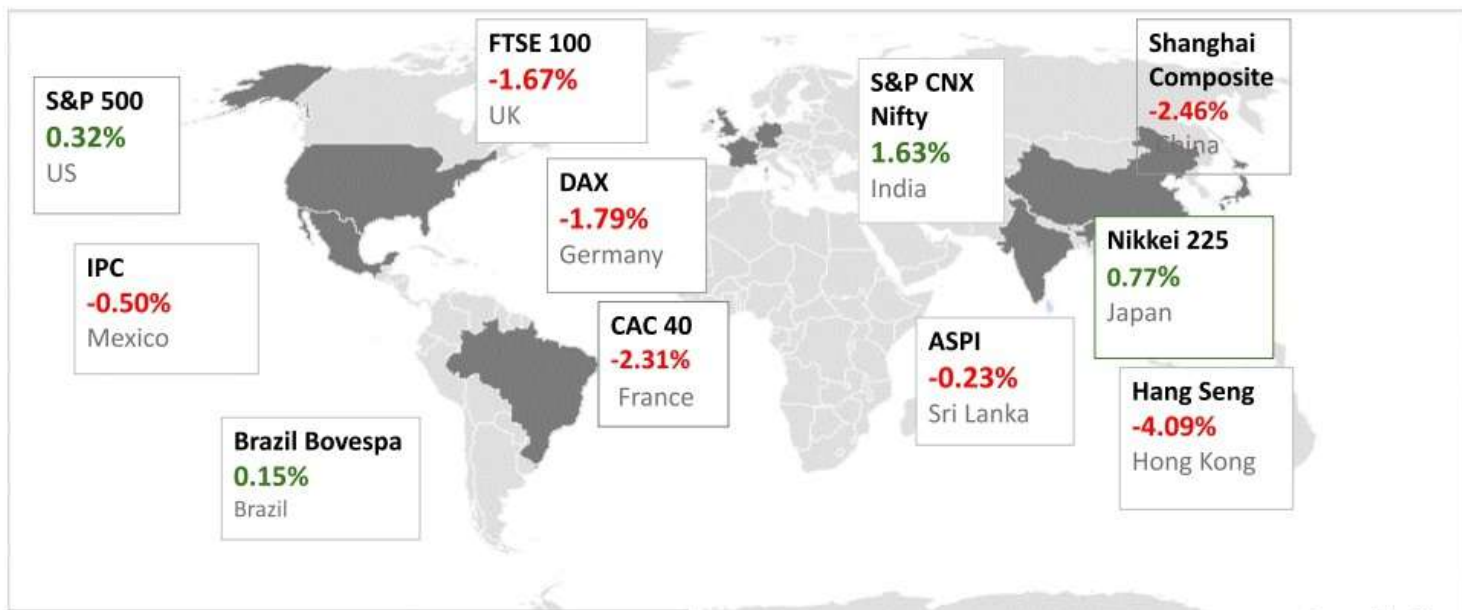 S&P 500
0.32%
US
FTSE 100
-1.67%
UK
S&P CNX
Nifty
1.63%
India
Shanghai
Composite
-2.46%
China
IPC
-0.50%
Mexico
DAX
-1.79%
Germany
Nikkei 225
0.77%
Japan
CAC 40
-2.31%
France
ASPI
-0.23%
Sri Lanka
Hang Seng
-4.09%
Hong Kong
Brazil Bovespa
0.15%
Brazil